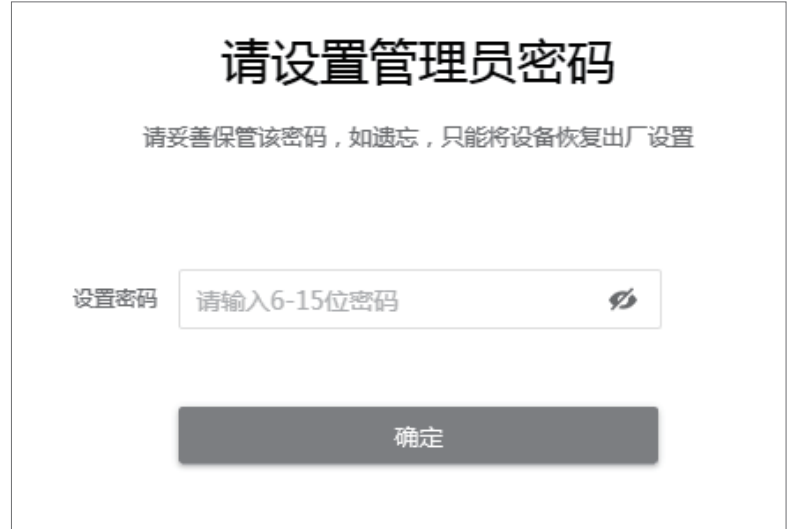 请设置管理员密码
请妥善保管该密码，如遗忘，只能将设备恢复出厂设置
设置密码 请输入6-15位密码
确定